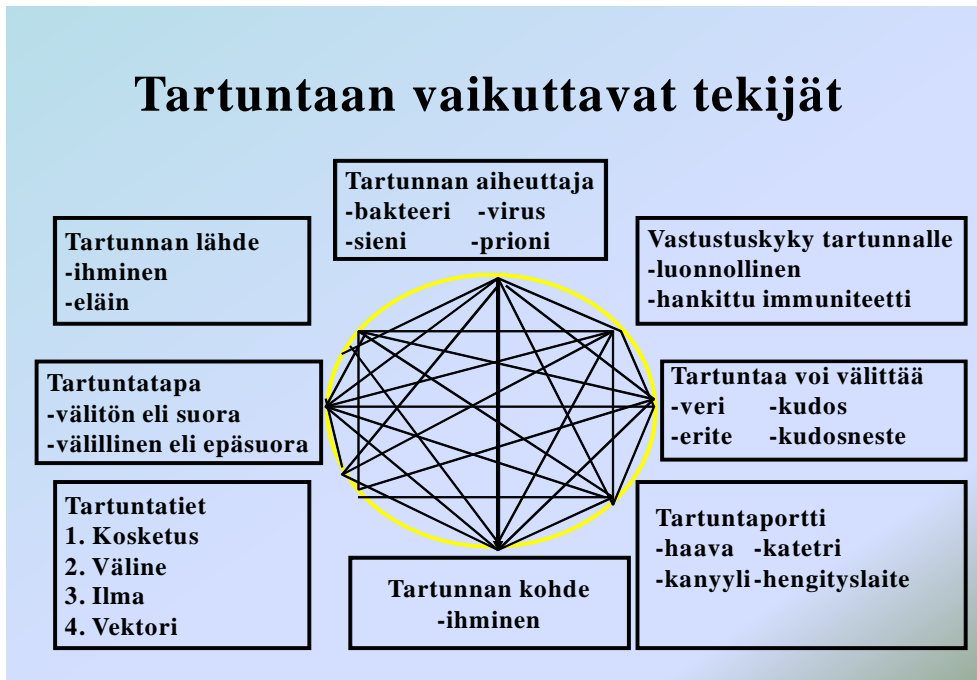 Tartuntaan vaikuttavat tekijät
Tartunnan aiheuttaja
-bakteeri -virus
-sieni -prioni
Tartunnan lähde
-ihminen
-eläin
Vastustuskyky tartunnalle
-luonnollinen
-hankittu immuniteetti
Tartuntatapa
-välitön eli suora
-välillinen eli epäsuora
Tartuntaa voi välittää
-veri -kudos
-erite -kudosneste
Tartuntatiet
1. Kosketus
2. Väline
3. Ilma
4. Vektori
Tartunnan kohde
-ihminen
Tartuntaportti
-haava -katetri
-kanyyli -hengityslaite